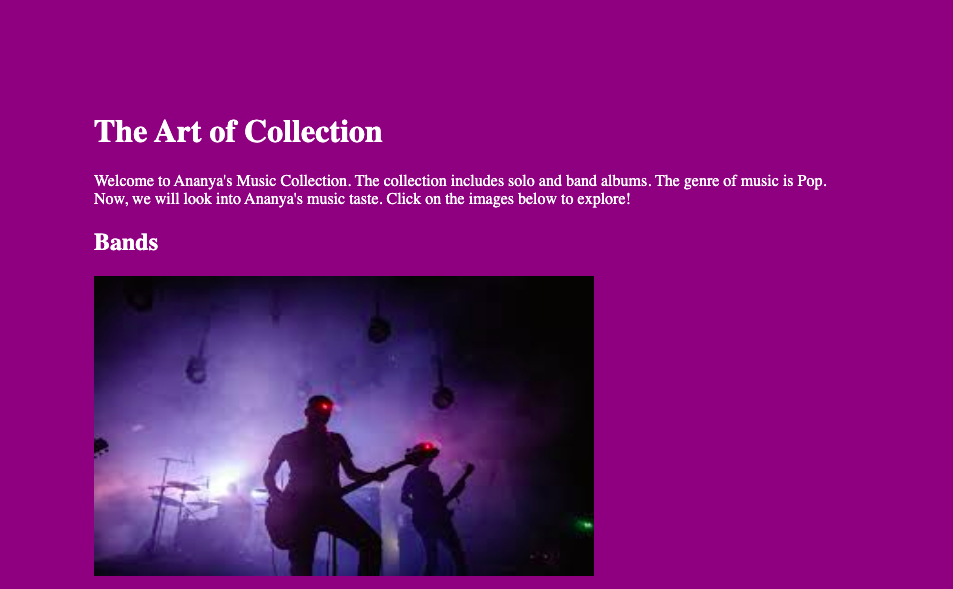 The Art of Collection
Welcome to Ananya's Music Collection. The collection includes solo and band albums. The genre of music is Pop.
Now, we will look into Ananya's music taste. Click on the images below to explore!
Bands